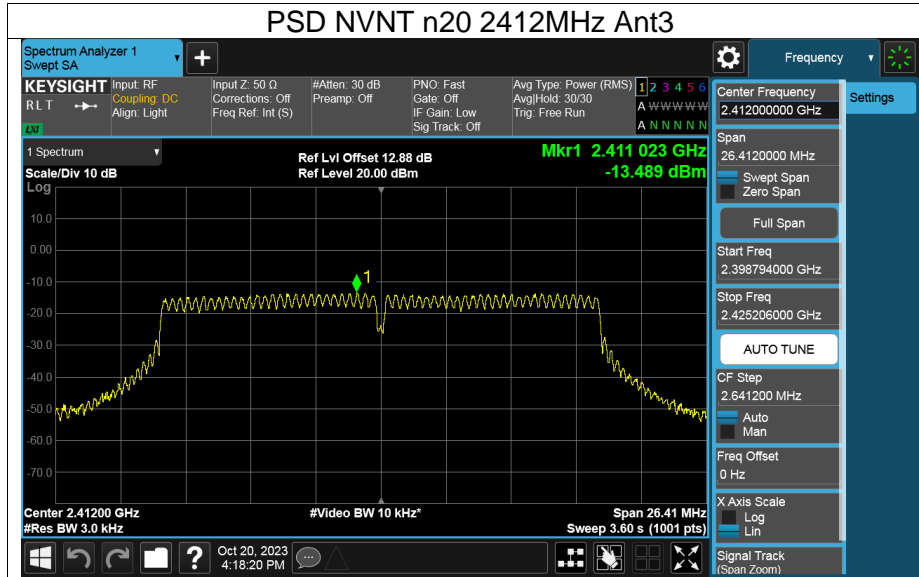 PSD NVNT n20 2412MHz Ant3
Spectrum Analyzer 1
Swept SA
+
Frequency
KEYSIGHT
R L T
LXI
Input: RF
Coupling: DC
Align: Light
Input Z: 50 Ω
Corrections: Off
Freq Ref: Int (S)
#Atten: 30 dB
Preamp: Off
PNO: Fast
Gate: Off
IF Gain: Low
Sig Track: Off
Avg Type: Power (RMS)
Avg|Hold: 30/30
Trig: Free Run
1 2 3 4 5 6
A W W W W W
A N N N N N
Center Frequency
2.412000000 GHz
Settings
Span
26.4120000 MHz
Swept Span
Zero Span
Full Span
Start Freq
2.398794000 GHz
Stop Freq
2.425206000 GHz
AUTO TUNE
CF Step
2.641200 MHz
Auto
Man
Freq Offset
0 Hz
X Axis Scale
Log
Lin
Signal Track
(Span Zoom)
1 Spectrum
Scale/Div 10 dB
Ref Lvl Offset 12.88 dB
Ref Level 20.00 dBm
Mkr1 2.411 023 GHz
-13.489 dBm
Log
10.0
0.00
-10.0
-20.0
-30.0
-40.0
-50.0
-60.0
-70.0
1
Center 2.41200 GHz
#Video BW 10 kHz*
Span 26.41 MHz
#Res BW 3.0 kHz
Sweep 3.60 s (1001 pts)
?
Oct 20, 2023
4:18:20 PM